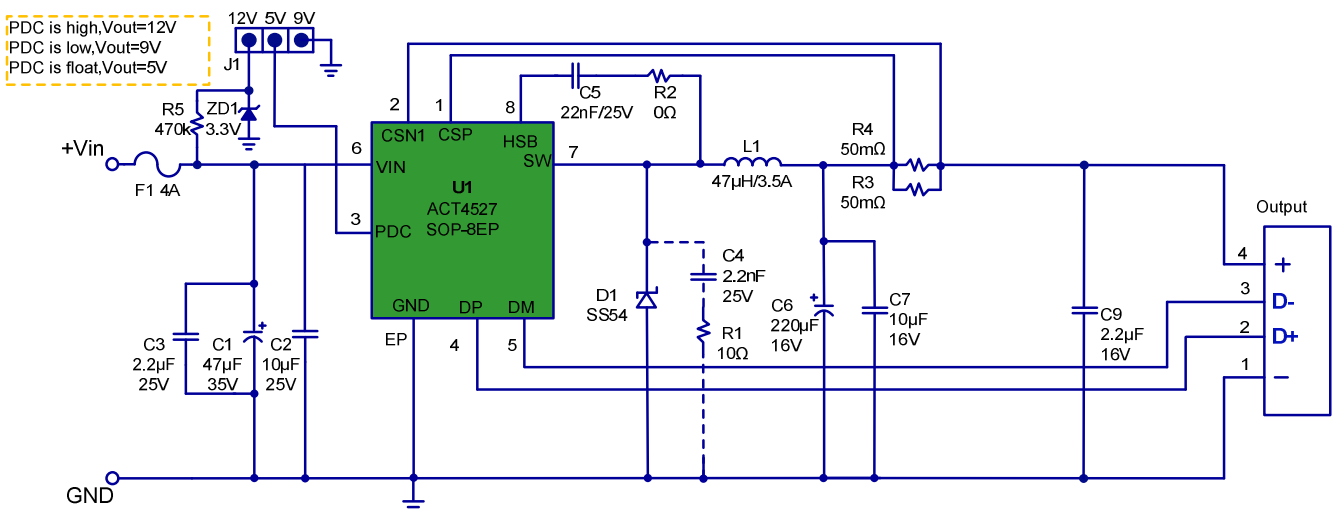 PDC is high,Vout=12V
PDC is low,Vout=9V
PDC is float,Vout=5V
12V 5V 9V
J1
R5
470k
ZD1
3.3V
+Vin
F1 4A
2
1
8
C5
22nF/25V
R2
0Ω
6
CSN1
CSP
HSB
VIN
SW
7
U1
ACT4527
SOP-8EP
3
PDC
GND
DP
DM
EP
4
5
L1
47µH/3.5A
R4
50mΩ
R3
50mΩ
C3
2.2µF
25V
C1
+
47µF
35V
C2
10µF
25V
D1
SS54
C4
2.2nF
25V
R1
10Ω
C6
+
220µF
16V
C7
10µF
16V
C9
2.2µF
16V
Output
4
+
3
D-
2
D+
1
−
GND